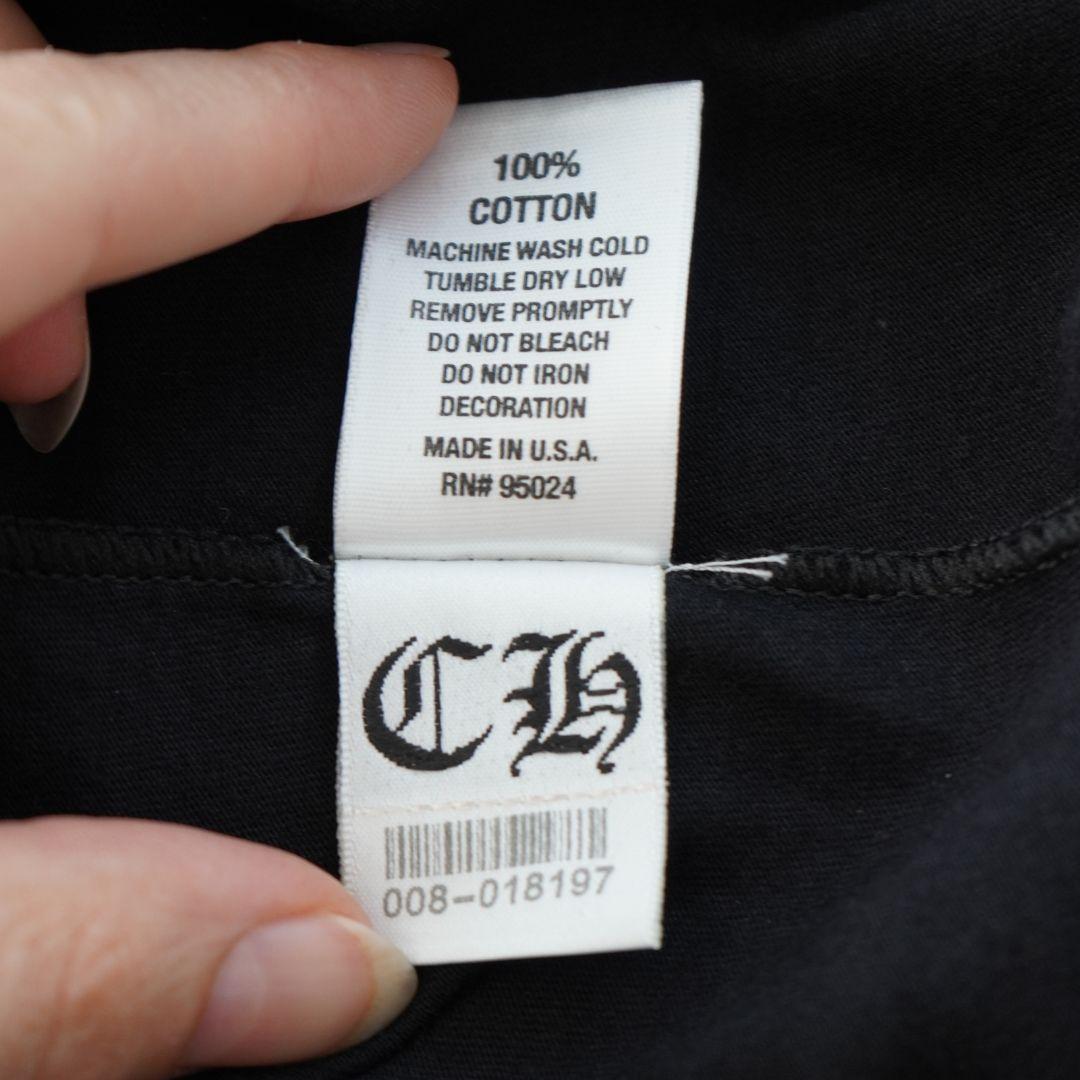 100%
COTTON
MACHINE WASH COLD
TUMBLE DRY LOW
REMOVE PROMPTLY
DO NOT BLEACH
DO NOT IRON
DECORATION
MADE IN U.S.A.
RN# 95024
CH
008-018197